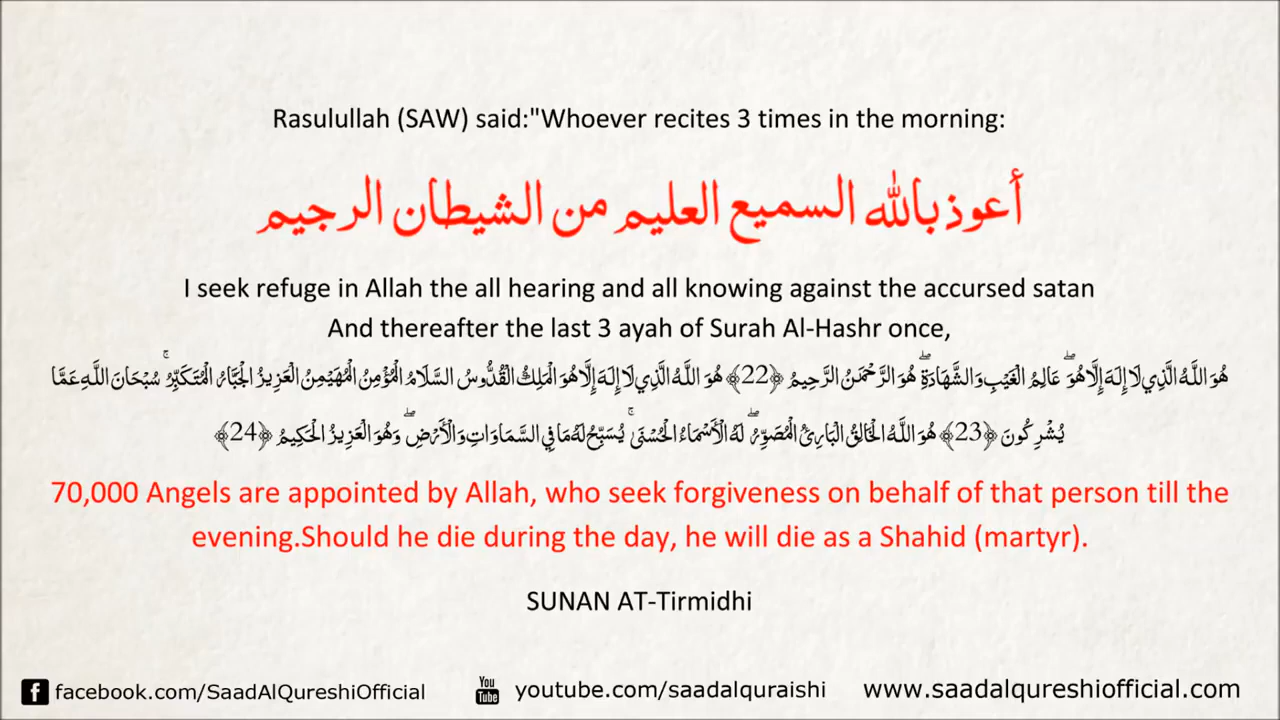 Rasulullah (SAW) said:"Whoever recites 3 times in the morning:
أعوذ بالله السميع العليم من الشيطان الرجيم
I seek refuge in Allah the all hearing and all knowing against the accursed satan
And thereafter the last 3 ayah of Surah Al-Hashr once,
هُوَ اللَّهُ الَّذِي لَا إِلَهَ إِلَّا هُوَ ۖ عَالِمُ الْغَيْبِ وَالشَّهَادَةِ ۖ هُوَ الرَّحْمَنُ الرَّحِيمُ ﴿22﴾ هُوَ اللَّهُ الَّذِي لَا إِلَهَ إِلَّا هُوَ الْمَلِكُ الْقُدُّوسُ السَّلَامُ الْمُؤْمِنُ الْمُهَيْمِنُ الْعَزِيزُ الْجَبَّارُ الْمُتَكَبِّرُ ۚ سُبْحَانَ اللَّهِ عَمَّا
يُشْرِكُونَ ﴿23﴾ هُوَ اللَّهُ الْخَالِقُ الْبَارِئُ الْمُصَوِّرُ ۖ لَهُ الْأَسْمَاءُ الْحُسْنَىٰ ۚ يُسَبِّحُ لَهُ مَا فِي السَّمَاوَاتِ وَالْأَرْضِ ۖ وَهُوَ الْعَزِيزُ الْحَكِيمُ ﴿24﴾
70,000 Angels are appointed by Allah, who seek forgiveness on behalf of that person till the
evening.Should he die during the day, he will die as a Shahid (martyr).
SUNAN AT-Tirmidhi
f facebook.com/SaadAlQureshiOfficial You Tube youtube.com/saadalquraishi www.saadalqureshiofficial.com